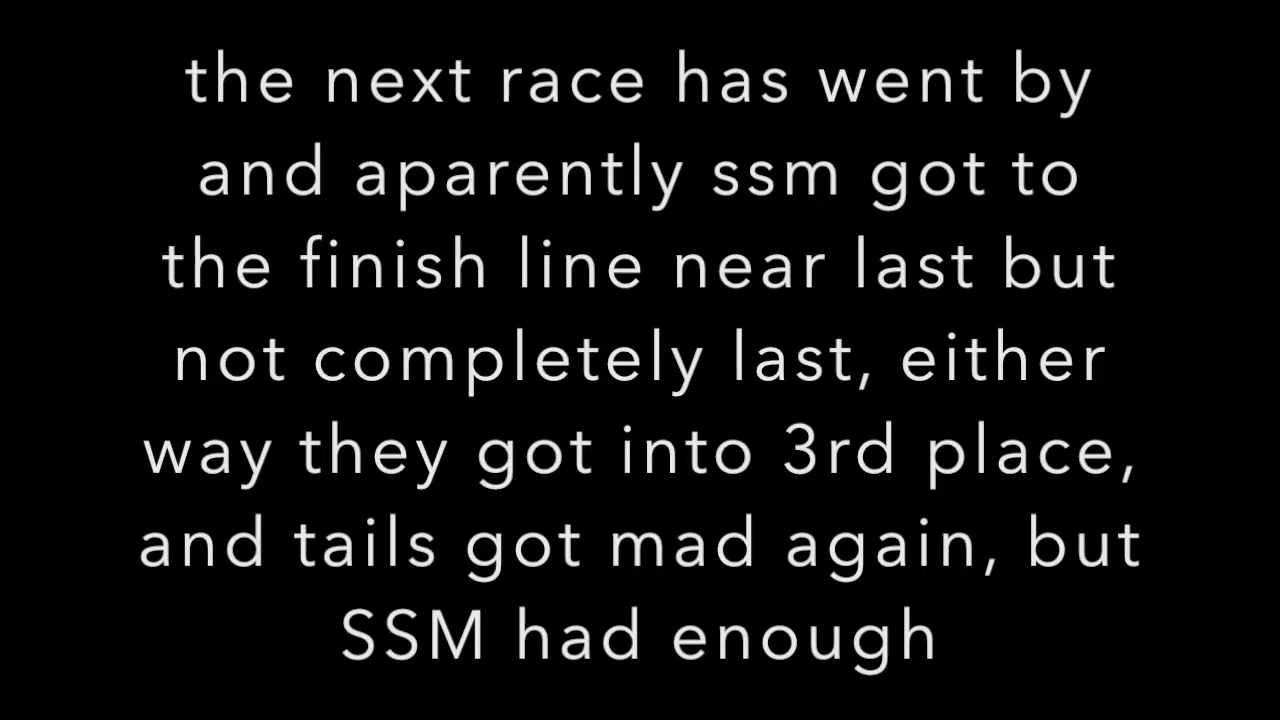 the next race has went by
and aparently ssm got to
the finish line near last but
not completely last, either
way they got into 3rd place,
and tails got mad again, but
SSM had enough